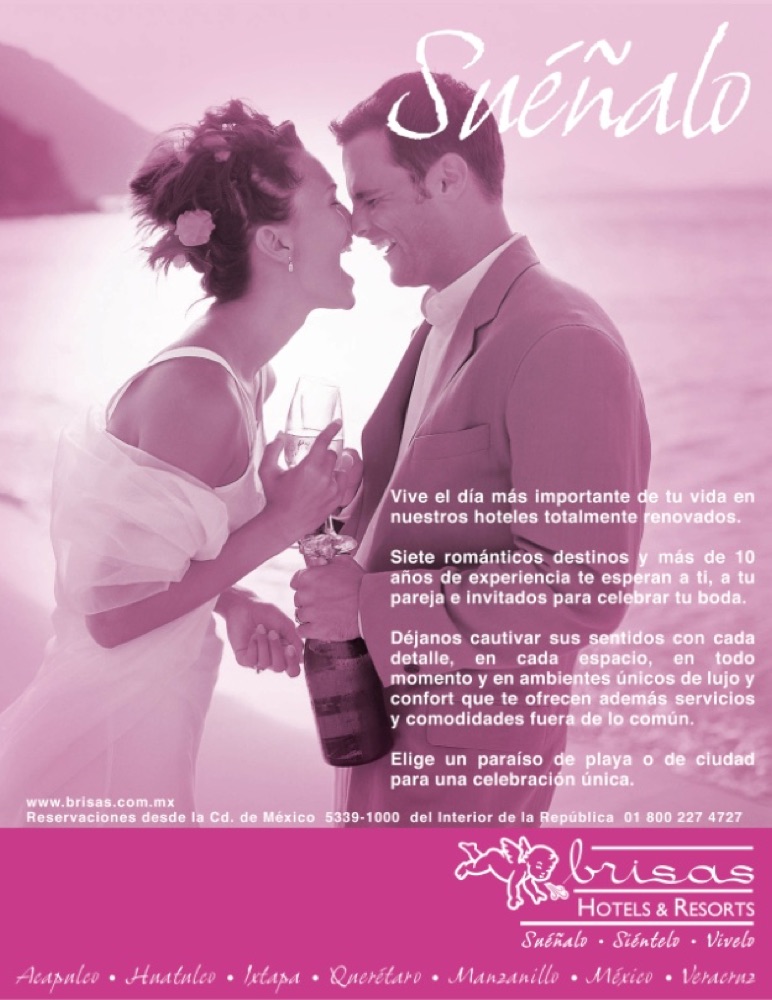 Suéñalo
Vive el día más importante de tu vida en
nuestros hoteles totalmente renovados.
Siete románticos destinos y más de 10
años de experiencia te esperan a ti, a tu
pareja e invitados para celebrar tu boda.
Déjanos cautivar sus sentidos con cada
detalle, en cada espacio, en todo
momento y en ambientes únicos de lujo y
confort que te ofrecen además servicios
y comodidades fuera de lo común.
Elige un paraíso de playa o de ciudad
para una celebración única.
www.brisas.com.mx
Reservaciones desde la Cd. de México 5339-1000 del Interior de la República 01 800 227 4727
brisas
HOTELS & RESORTS
Suéñalo · Siéntelo · Vívelo
Acapulco • Huatulco • Ixtapa • Querétaro • Manzanillo • México • Veracruz